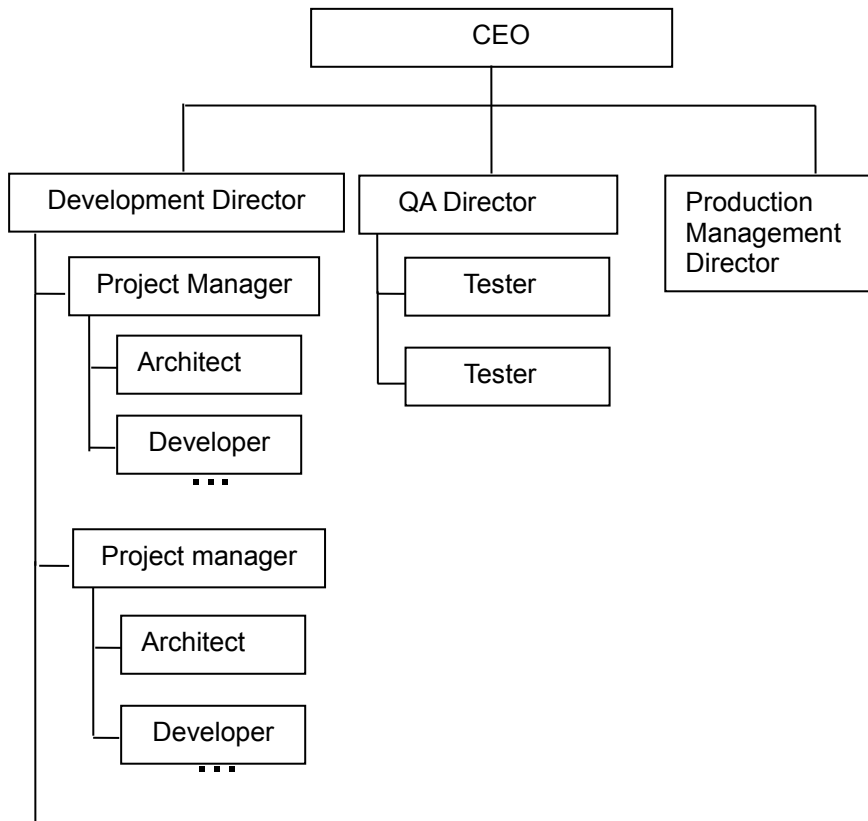 CEO
Development Director
QA Director
Production
Management
Director
Project Manager
Tester
Architect
Tester
Developer
...
Project manager
Architect
Developer
...